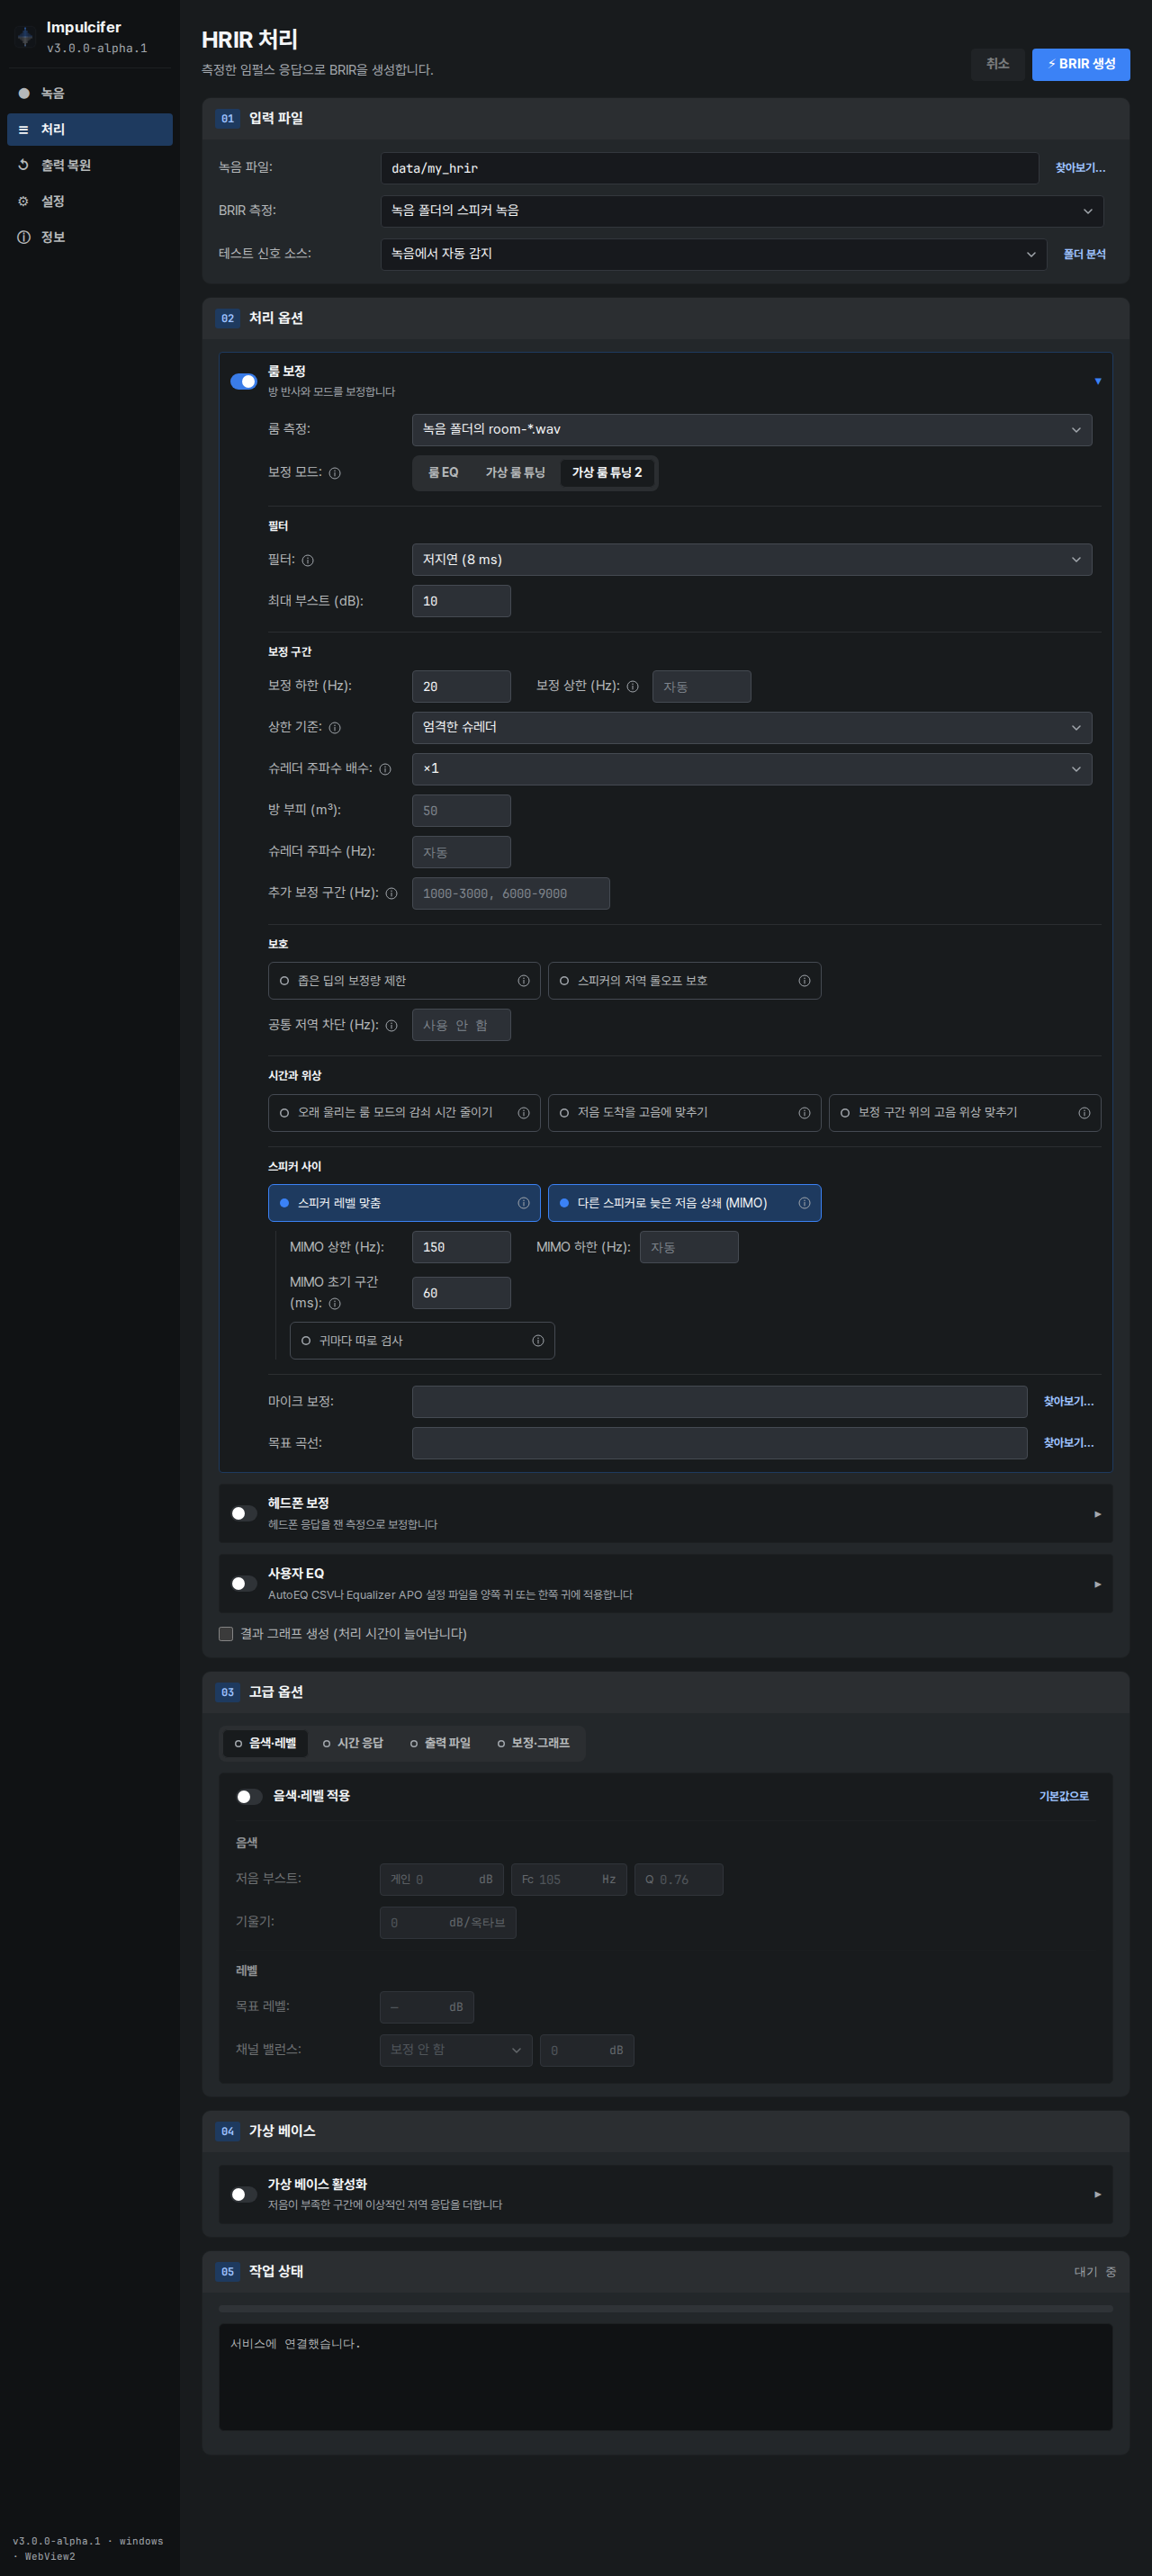 Impulcifer
v3.0.0-alpha.1
녹음
처리
출력 복원
설정
정보
HRIR 처리
측정한 임펄스 응답으로 BRIR을 생성합니다.
취소
⚡ BRIR 생성
01 입력 파일
녹음 파일: data/my_hrir 찾아보기...
BRIR 측정: 녹음 폴더의 스피커 녹음
테스트 신호 소스: 녹음에서 자동 감지 폴더 분석
02 처리 옵션
룸 보정
방 반사와 모드를 보정합니다
룸 측정: 녹음 폴더의 room-*.wav
보정 모드: 룸 EQ 가상 룸 튜닝 가상 룸 튜닝 2
필터
필터: 저지연 (8 ms)
최대 부스트 (dB): 10
보정 구간
보정 하한 (Hz): 20 보정 상한 (Hz): 자동
상한 기준: 엄격한 슈레더
슈레더 주파수 배수: ×1
방 부피 (m³): 50
슈레더 주파수 (Hz): 자동
추가 보정 구간 (Hz): 1000-3000, 6000-9000
보호
좁은 딥의 보정량 제한 스피커의 저역 롤오프 보호
공통 저역 차단 (Hz): 사용 안 함
시간과 위상
오래 울리는 룸 모드의 감쇠 시간 줄이기 저음 도착을 고음에 맞추기 보정 구간 위의 고음 위상 맞추기
스피커 사이
스피커 레벨 맞춤 다른 스피커로 늦은 저음 상쇄 (MIMO)
MIMO 상한 (Hz): 150 MIMO 하한 (Hz): 자동
MIMO 초기 구간
(ms): 60
귀마다 따로 검사
마이크 보정: 찾아보기...
목표 곡선: 찾아보기...
헤드폰 보정
헤드폰 응답을 잰 측정으로 보정합니다
사용자 EQ
AutoEQ CSV나 Equalizer APO 설정 파일을 양쪽 귀 또는 한쪽 귀에 적용합니다
결과 그래프 생성 (처리 시간이 늘어납니다)
03 고급 옵션
음색·레벨 시간 응답 출력 파일 보정·그래프
음색·레벨 적용 기본값으로
음색
저음 부스트: 게인 0 dB Fc 105 Hz Q 0.76
기울기: 0 dB/옥타브
레벨
목표 레벨: — dB
채널 밸런스: 보정 안 함 0 dB
04 가상 베이스
가상 베이스 활성화
저음이 부족한 구간에 이상적인 저역 응답을 더합니다
05 작업 상태 대기 중
서비스에 연결했습니다.
v3.0.0-alpha.1 · windows
· WebView2